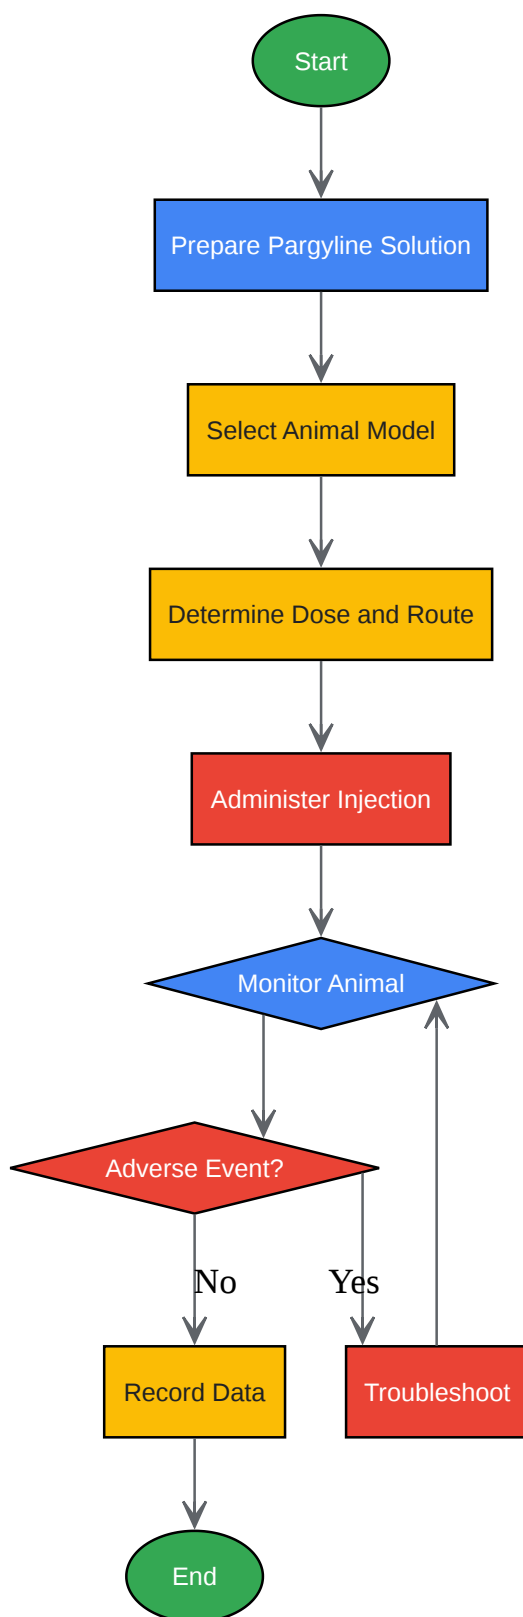 Start
Prepare Pargyline Solution
Select Animal Model
Determine Dose and Route
Administer Injection
Monitor Animal
Adverse Event?
No
Yes
Record Data
Troubleshoot
End